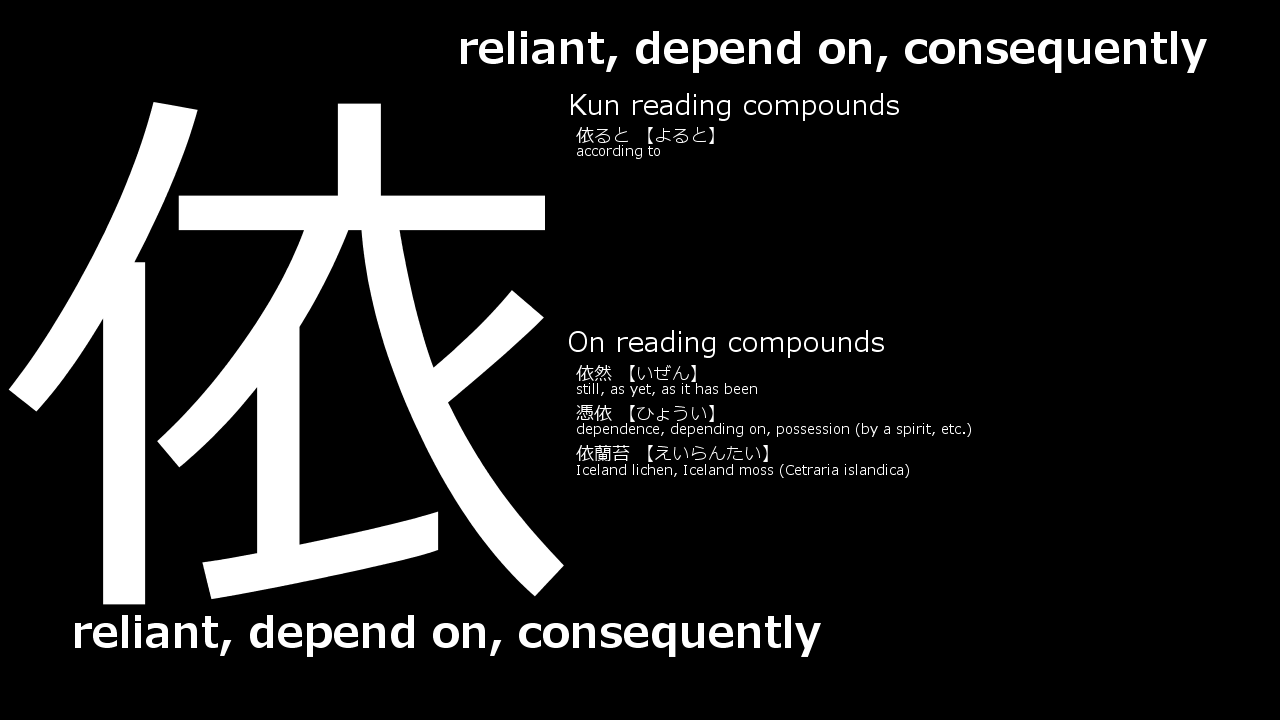 reliant, depend on, consequently
依
Kun reading compounds
依ると 【よると】
according to
On reading compounds
依然 【いぜん】
still, as yet, as it has been
憑依 【ひょうい】
dependence, depending on, possession (by a spirit, etc.)
依蘭苔 【えいらんたい】
Iceland lichen, Iceland moss (Cetraria islandica)
reliant, depend on, consequently